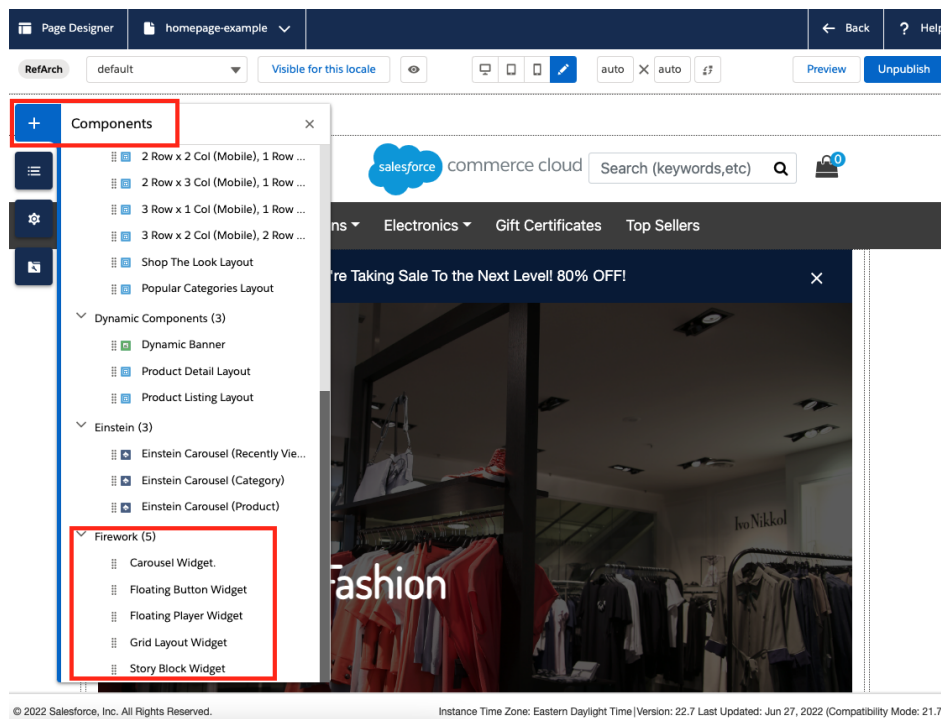 Page Designer
homepage-example
Back
? Help
RefArch
default
Visible for this locale
auto
auto
Preview
Unpublish
Components
2 Row x 2 Col (Mobile), 1 Row ...
2 Row x 3 Col (Mobile), 1 Row ...
3 Row x 1 Col (Mobile), 1 Row ...
3 Row x 2 Col (Mobile), 2 Row ...
Shop The Look Layout
Popular Categories Layout
Dynamic Components (3)
Dynamic Banner
Product Detail Layout
Product Listing Layout
Einstein (3)
Einstein Carousel (Recently Vie...
Einstein Carousel (Category)
Einstein Carousel (Product)
Firework (5)
Carousel Widget.
Floating Button Widget
Floating Player Widget
Grid Layout Widget
Story Block Widget
salesforce commerce cloud
Search (keywords,etc)
0
ns
Electronics
Gift Certificates
Top Sellers
're Taking Sale To the Next Level! 80% OFF!
Ivo Nikkol
Fashion
© 2022 Salesforce, Inc. All Rights Reserved.
Instance Time Zone: Eastern Daylight Time | Version: 22.7 Last Updated: Jun 27, 2022 (Compatibility Mode: 21.7